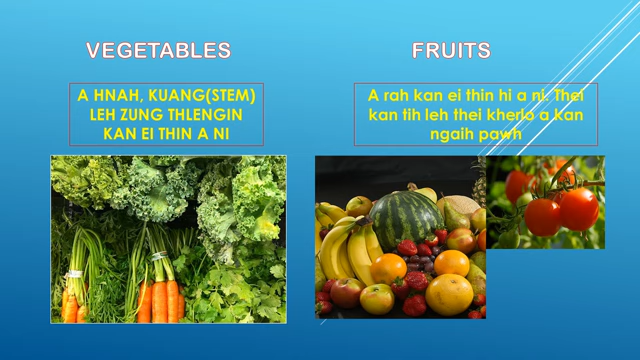 VEGETABLES
A HNAH, KUANG(STEM)
LEH ZUNG THLENGIN
KAN EI THIN A NI
FRUITS
A rah kan ei thin hi a ni. Thei
kan tih leh thei kherlo a kan
ngaih pawh